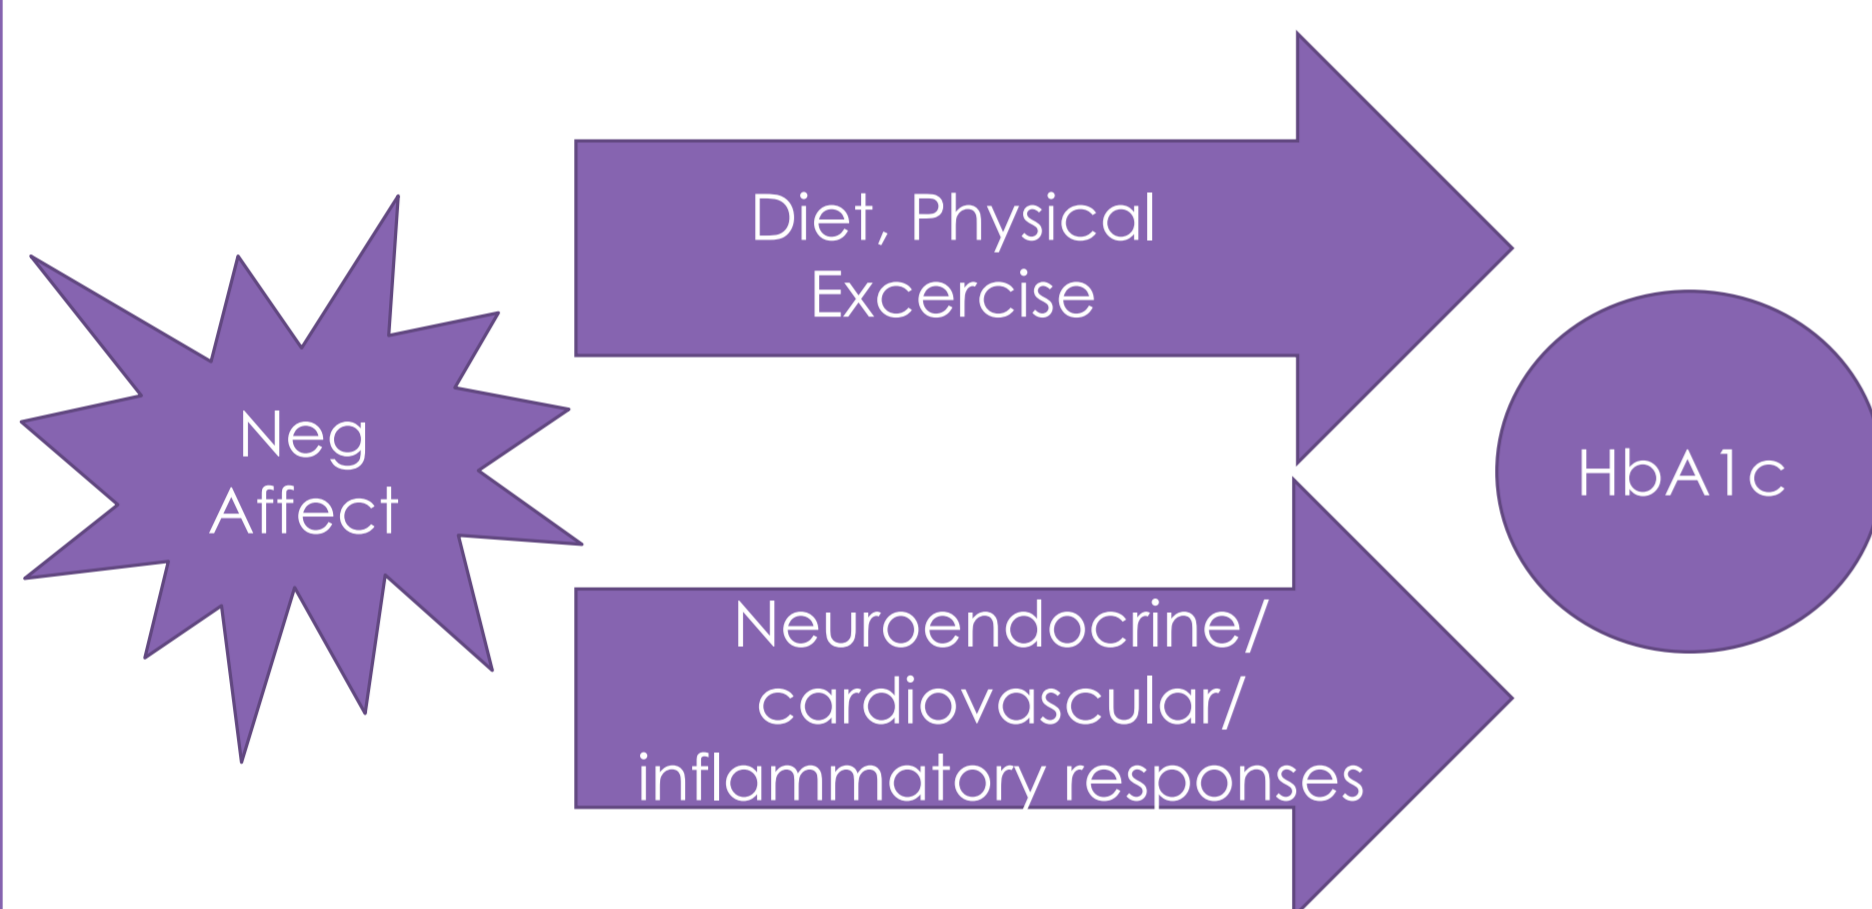 Diet, Physical
Excercise
Neg
Affect
HbA1c
Neuroendocrine/
cardiovascular/
inflammatory responses